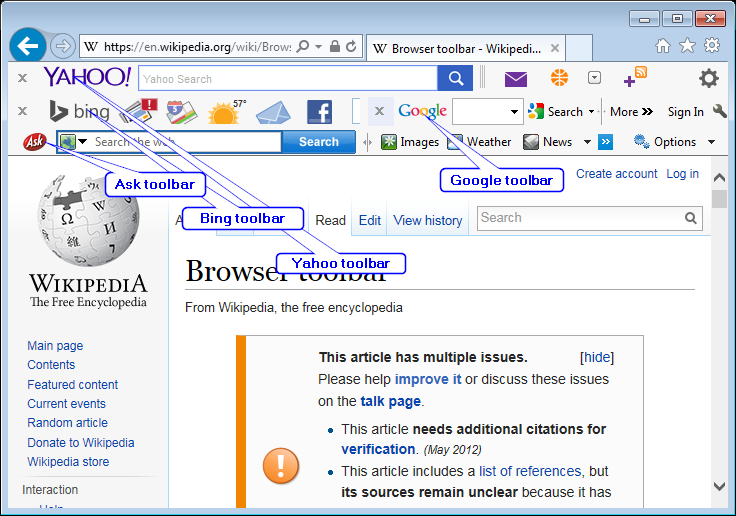 https://en.wikipedia.org/wiki/Brows
W Browser toolbar - Wikipedi...
YAHOO! Yahoo Search
bing 57° Google Search More Sign In
Ask Search the web Search Images Weather News Options
Ask toolbar
Google toolbar
Create account Log in
Bing toolbar
Read Edit View history Search
Yahoo toolbar
WIKIPEDIA
The Free Encyclopedia
Browser toolbar
From Wikipedia, the free encyclopedia
Main page
Contents
Featured content
Current events
Random article
Donate to Wikipedia
Wikipedia store
Interaction
Help
This article has multiple issues. [hide]
Please help improve it or discuss these issues
on the talk page.
• This article needs additional citations for
verification. (May 2012)
• This article includes a list of references, but
its sources remain unclear because it has